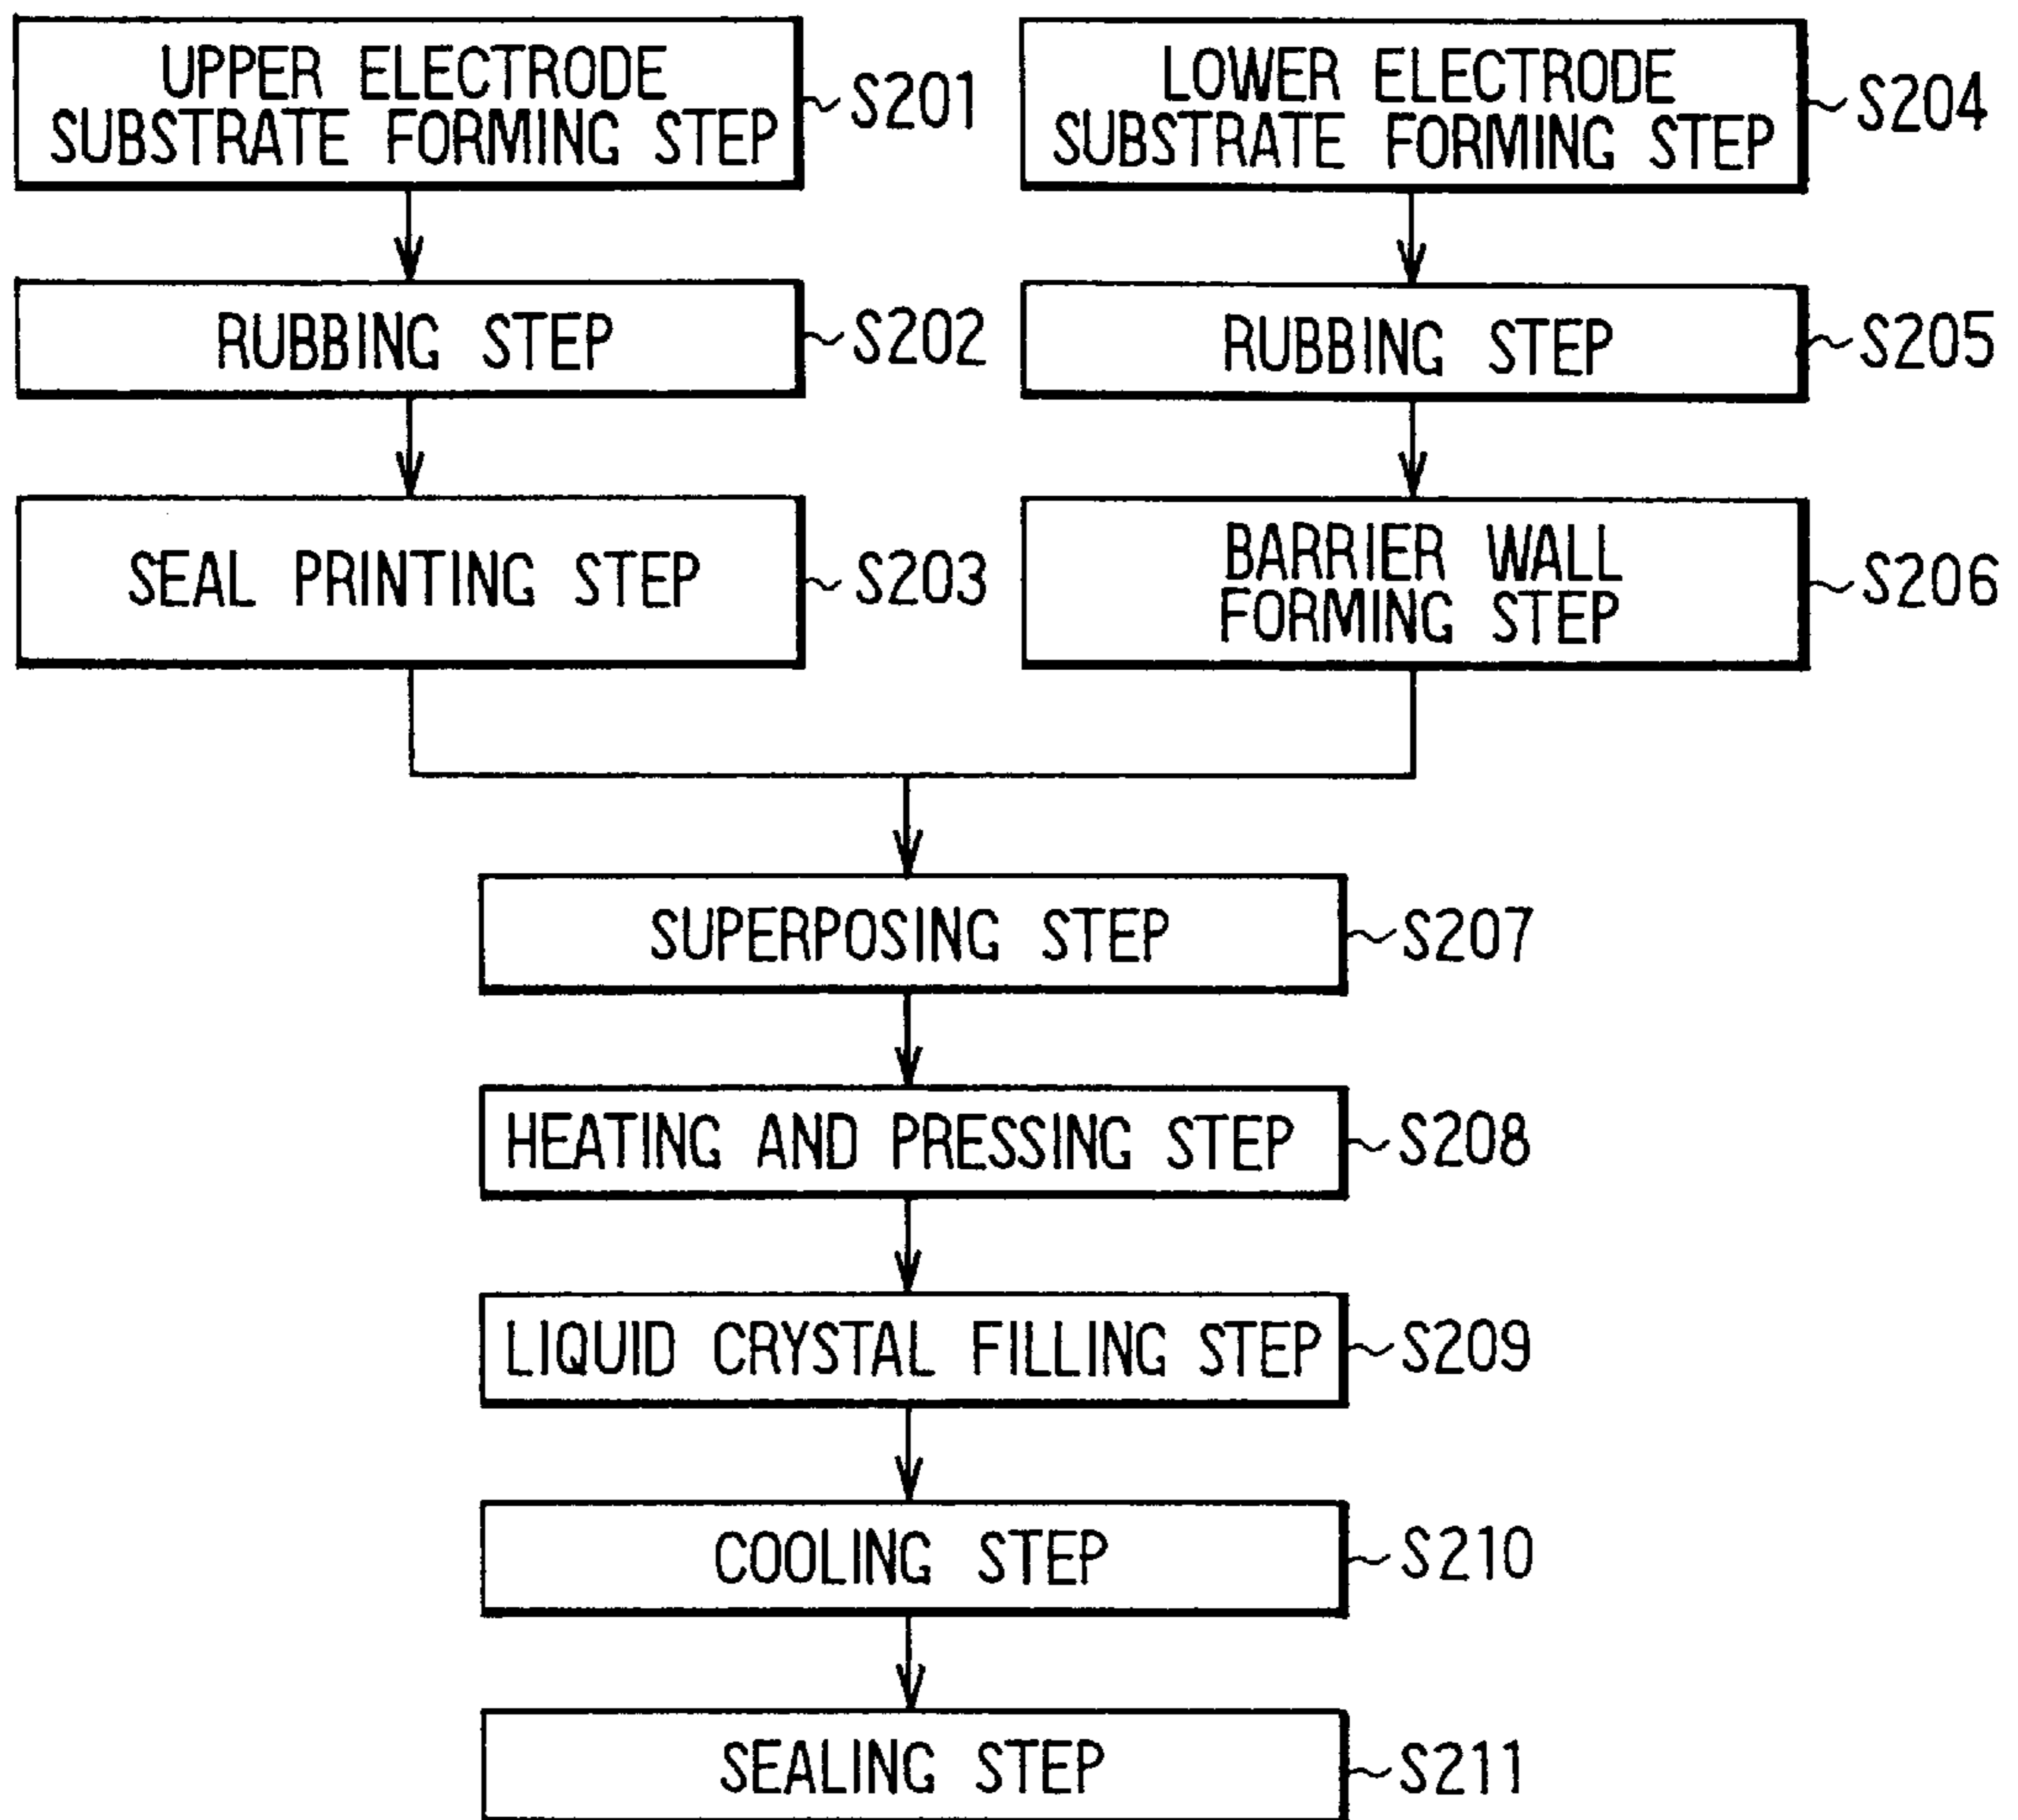 UPPER ELECTRODE
SUBSTRATE FORMING STEP
S201
RUBBING STEP
S202
SEAL PRINTING STEP
S203
LOWER ELECTRODE
SUBSTRATE FORMING STEP
S204
RUBBING STEP
S205
BARRIER WALL
FORMING STEP
S206
SUPERPOSING STEP
S207
HEATING AND PRESSING STEP
S208
LIQUID CRYSTAL FILLING STEP
S209
COOLING STEP
S210
SEALING STEP
S211